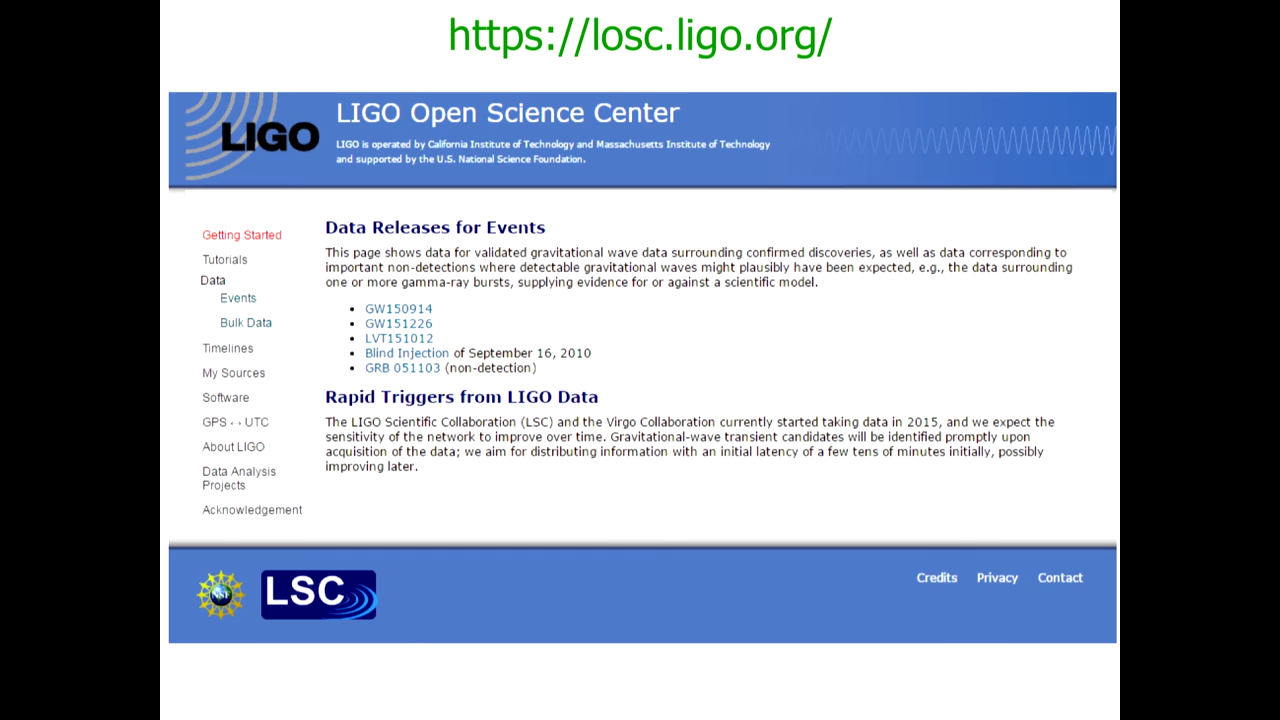 https://losc.ligo.org/
LIGO
LIGO Open Science Center
LIGO is operated by California Institute of Technology and Massachusetts Institute of Technology
and supported by the U.S. National Science Foundation.
Getting Started
Tutorials
Data
Events
Bulk Data
Timelines
My Sources
Software
GPS ↔ UTC
About LIGO
Data Analysis
Projects
Acknowledgement
Data Releases for Events
This page shows data for validated gravitational wave data surrounding confirmed discoveries, as well as data corresponding to
important non-detections where detectable gravitational waves might plausibly have been expected, e.g., the data surrounding
one or more gamma-ray bursts, supplying evidence for or against a scientific model.
• GW150914
• GW151226
• LVT151012
• Blind Injection of September 16, 2010
• GRB 051103 (non-detection)
Rapid Triggers from LIGO Data
The LIGO Scientific Collaboration (LSC) and the Virgo Collaboration currently started taking data in 2015, and we expect the
sensitivity of the network to improve over time. Gravitational-wave transient candidates will be identified promptly upon
acquisition of the data; we aim for distributing information with an initial latency of a few tens of minutes initially, possibly
improving later.
NSF
LSC
Credits Privacy Contact